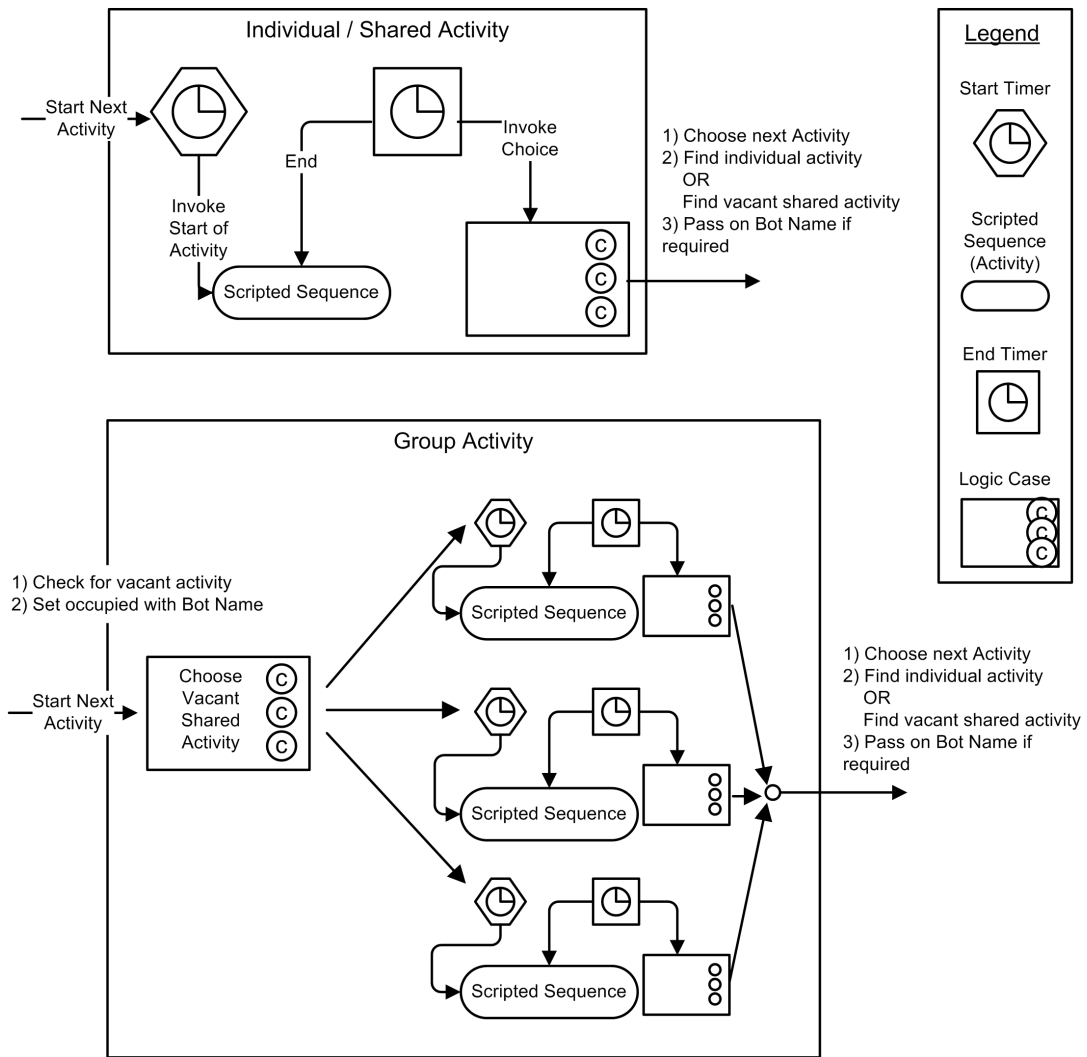 Individual / Shared Activity
Start Next
Activity
Invoke
Start of
Activity
End
Invoke
Choice
Scripted Sequence
C
C
C
1) Choose next Activity
2) Find individual activity
OR
Find vacant shared activity
3) Pass on Bot Name if
required
Legend
Start Timer
Scripted
Sequence
(Activity)
End Timer
Logic Case
C
C
C
Group Activity
1) Check for vacant activity
2) Set occupied with Bot Name
Start Next
Activity
Choose
Vacant
Shared
Activity
C
C
C
Scripted Sequence
Scripted Sequence
Scripted Sequence
1) Choose next Activity
2) Find individual activity
OR
Find vacant shared activity
3) Pass on Bot Name if
required